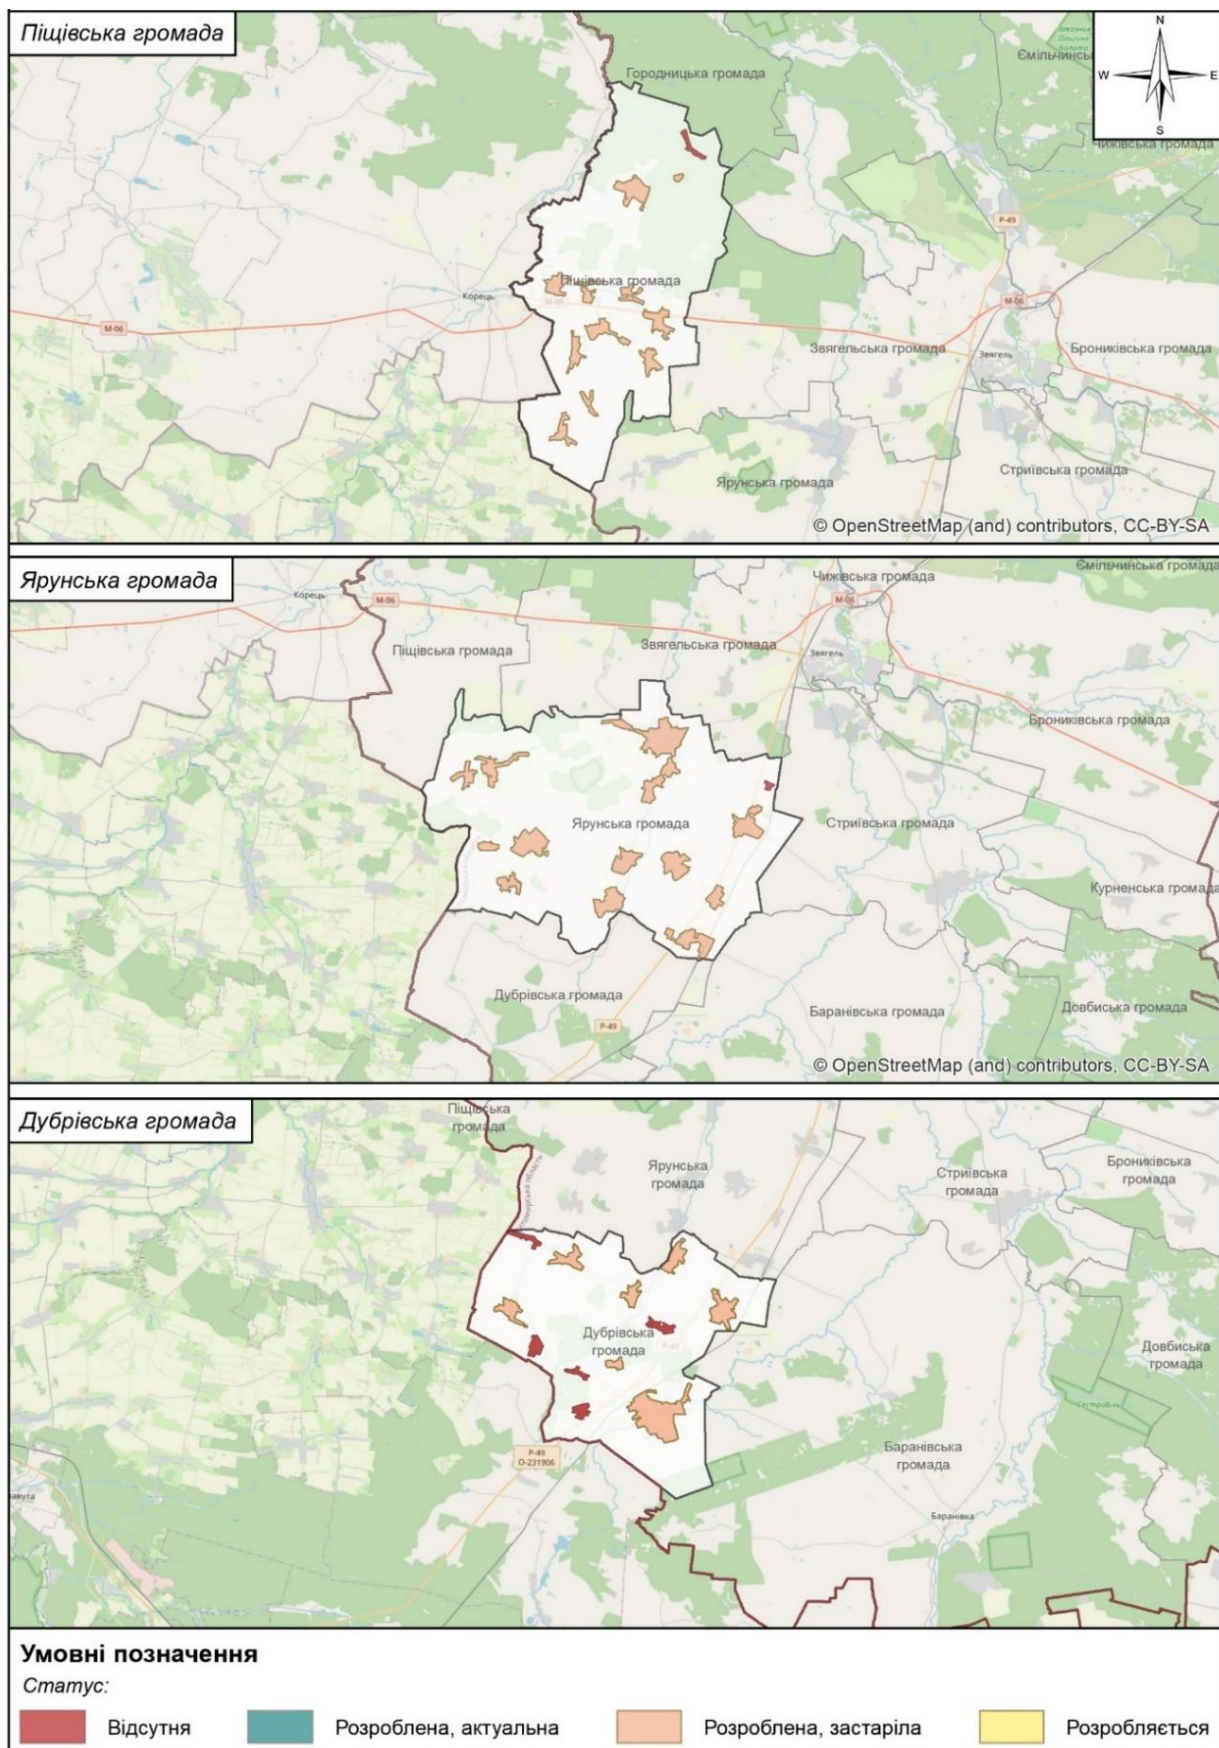 Піщівська громада
N
W
E
S
Городницька громада
Ємільчинськ
Чижівська громада
Р-49
Піщівська громада
Корець
М-06
М-06
М-06
Звягельська громада
Звягель
Брониківська громада
Ярунська громада
Стриївська громада
© OpenStreetMap (and) contributors, CC-BY-SA
Ярунська громада
Корець
М-06
Чижівська громада
М-06
Ємільчинська громада
Піщівська громада
Звягельська громада
Звягель
Брониківська громада
Ярунська громада
Стриївська громада
Курненська громада
Дубрівська громада
Р-49
Баранівська громада
Довбиська громада
© OpenStreetMap (and) contributors, CC-BY-SA
Дубрівська громада
Піщівська
громада
Ярунська
громада
Стриївська
громада
Брониківська
громада
Дубрівська
громада
Р-49
Довбиська
громада
Р-49
О-231906
Баранівська
громада
Баранівка
Умовні позначення
Статус:
Відсутня
Розроблена, актуальна
Розроблена, застаріла
Розробляється